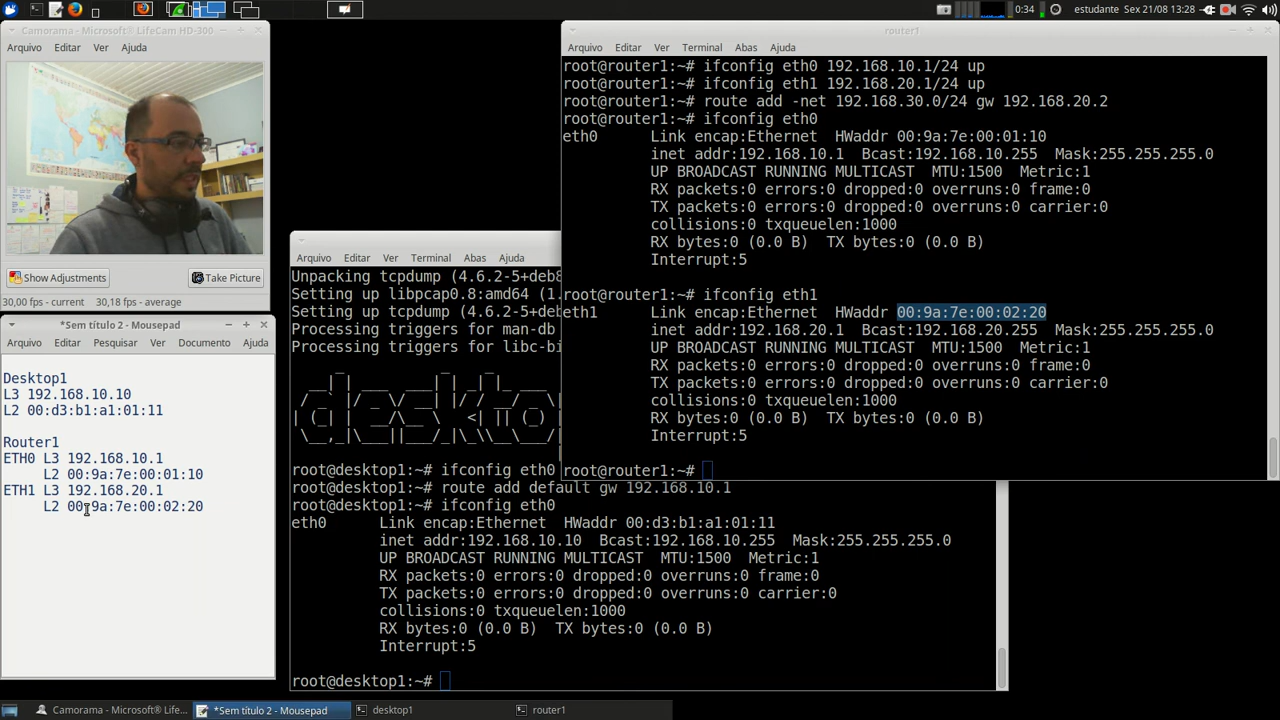 0:34
estudante
Sex 21/08 13:28
Camorama - Microsoft® LifeCam HD-300
Arquivo Editar Ver Ajuda
Show Adjustments
Take Picture
30,00 fps - current 30,18 fps - average
*Sem título 2 - Mousepad
Arquivo Editar Pesquisar Ver Documento Ajuda
Desktop1
L3 192.168.10.10
L2 00:d3:b1:a1:01:11
Router1
ETH0 L3 192.168.10.1
L2 00:9a:7e:00:01:10
ETH1 L3 192.168.20.1
L2 00:9a:7e:00:02:20
router1
Arquivo Editar Ver Terminal Abas Ajuda
root@router1:~# ifconfig eth0 192.168.10.1/24 up
root@router1:~# ifconfig eth1 192.168.20.1/24 up
root@router1:~# route add -net 192.168.30.0/24 gw 192.168.20.2
root@router1:~# ifconfig eth0
eth0 Link encap:Ethernet HWaddr 00:9a:7e:00:01:10
inet addr:192.168.10.1 Bcast:192.168.10.255 Mask:255.255.255.0
UP BROADCAST RUNNING MULTICAST MTU:1500 Metric:1
RX packets:0 errors:0 dropped:0 overruns:0 frame:0
TX packets:0 errors:0 dropped:0 overruns:0 carrier:0
collisions:0 txqueuelen:1000
RX bytes:0 (0.0 B) TX bytes:0 (0.0 B)
Interrupt:5
root@router1:~# ifconfig eth1
eth1 Link encap:Ethernet HWaddr 00:9a:7e:00:02:20
inet addr:192.168.20.1 Bcast:192.168.20.255 Mask:255.255.255.0
UP BROADCAST RUNNING MULTICAST MTU:1500 Metric:1
RX packets:0 errors:0 dropped:0 overruns:0 frame:0
TX packets:0 errors:0 dropped:0 overruns:0 carrier:0
collisions:0 txqueuelen:1000
RX bytes:0 (0.0 B) TX bytes:0 (0.0 B)
Interrupt:5
root@router1:~#
Arquivo Editar Ver Terminal Abas Ajuda
Unpacking tcpdump (4.6.2-5+deb8
Setting up libpcap0.8:amd64 (1.
Setting up tcpdump (4.6.2-5+deb
Processing triggers for man-db
Processing triggers for libc-bi
root@desktop1:~# ifconfig eth0
root@desktop1:~# route add default gw 192.168.10.1
root@desktop1:~# ifconfig eth0
eth0 Link encap:Ethernet HWaddr 00:d3:b1:a1:01:11
inet addr:192.168.10.10 Bcast:192.168.10.255 Mask:255.255.255.0
UP BROADCAST RUNNING MULTICAST MTU:1500 Metric:1
RX packets:0 errors:0 dropped:0 overruns:0 frame:0
TX packets:0 errors:0 dropped:0 overruns:0 carrier:0
collisions:0 txqueuelen:1000
RX bytes:0 (0.0 B) TX bytes:0 (0.0 B)
Interrupt:5
root@desktop1:~#
Camorama - Microsoft® LifeC...
*Sem título 2 - Mousepad
desktop1
router1